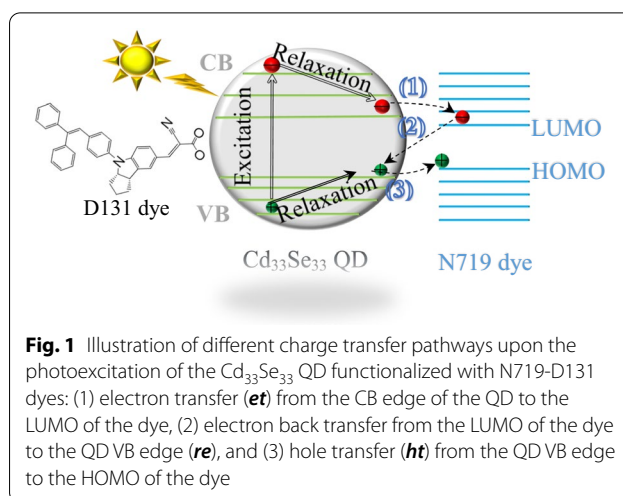 CB
Relaxation
(1)
(2)
LUMO
Excitation
N
O
O
N
HOMO
D131 dye
VB
Relaxation
(3)
Cd₃₃Se₃₃ QD
N719 dye
Fig. 1 Illustration of different charge transfer pathways upon the
photoexcitation of the Cd₃₃Se₃₃ QD functionalized with N719-D131
dyes: (1) electron transfer (et) from the CB edge of the QD to the
LUMO of the dye, (2) electron back transfer from the LUMO of the dye
to the QD VB edge (re), and (3) hole transfer (ht) from the QD VB edge
to the HOMO of the dye